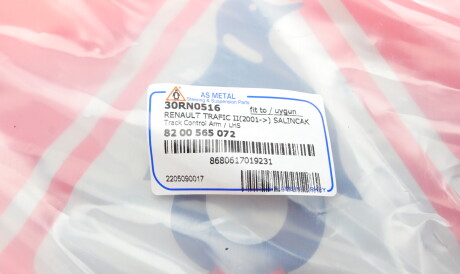 AS METAL
Steering & Suspension Parts
30RN0516 fit to / uygun
RENAULT TRAFIC II(2001->) SALINCAK
Track Control Arm / LHS
82 00 565 072
8680617019231
2205090017